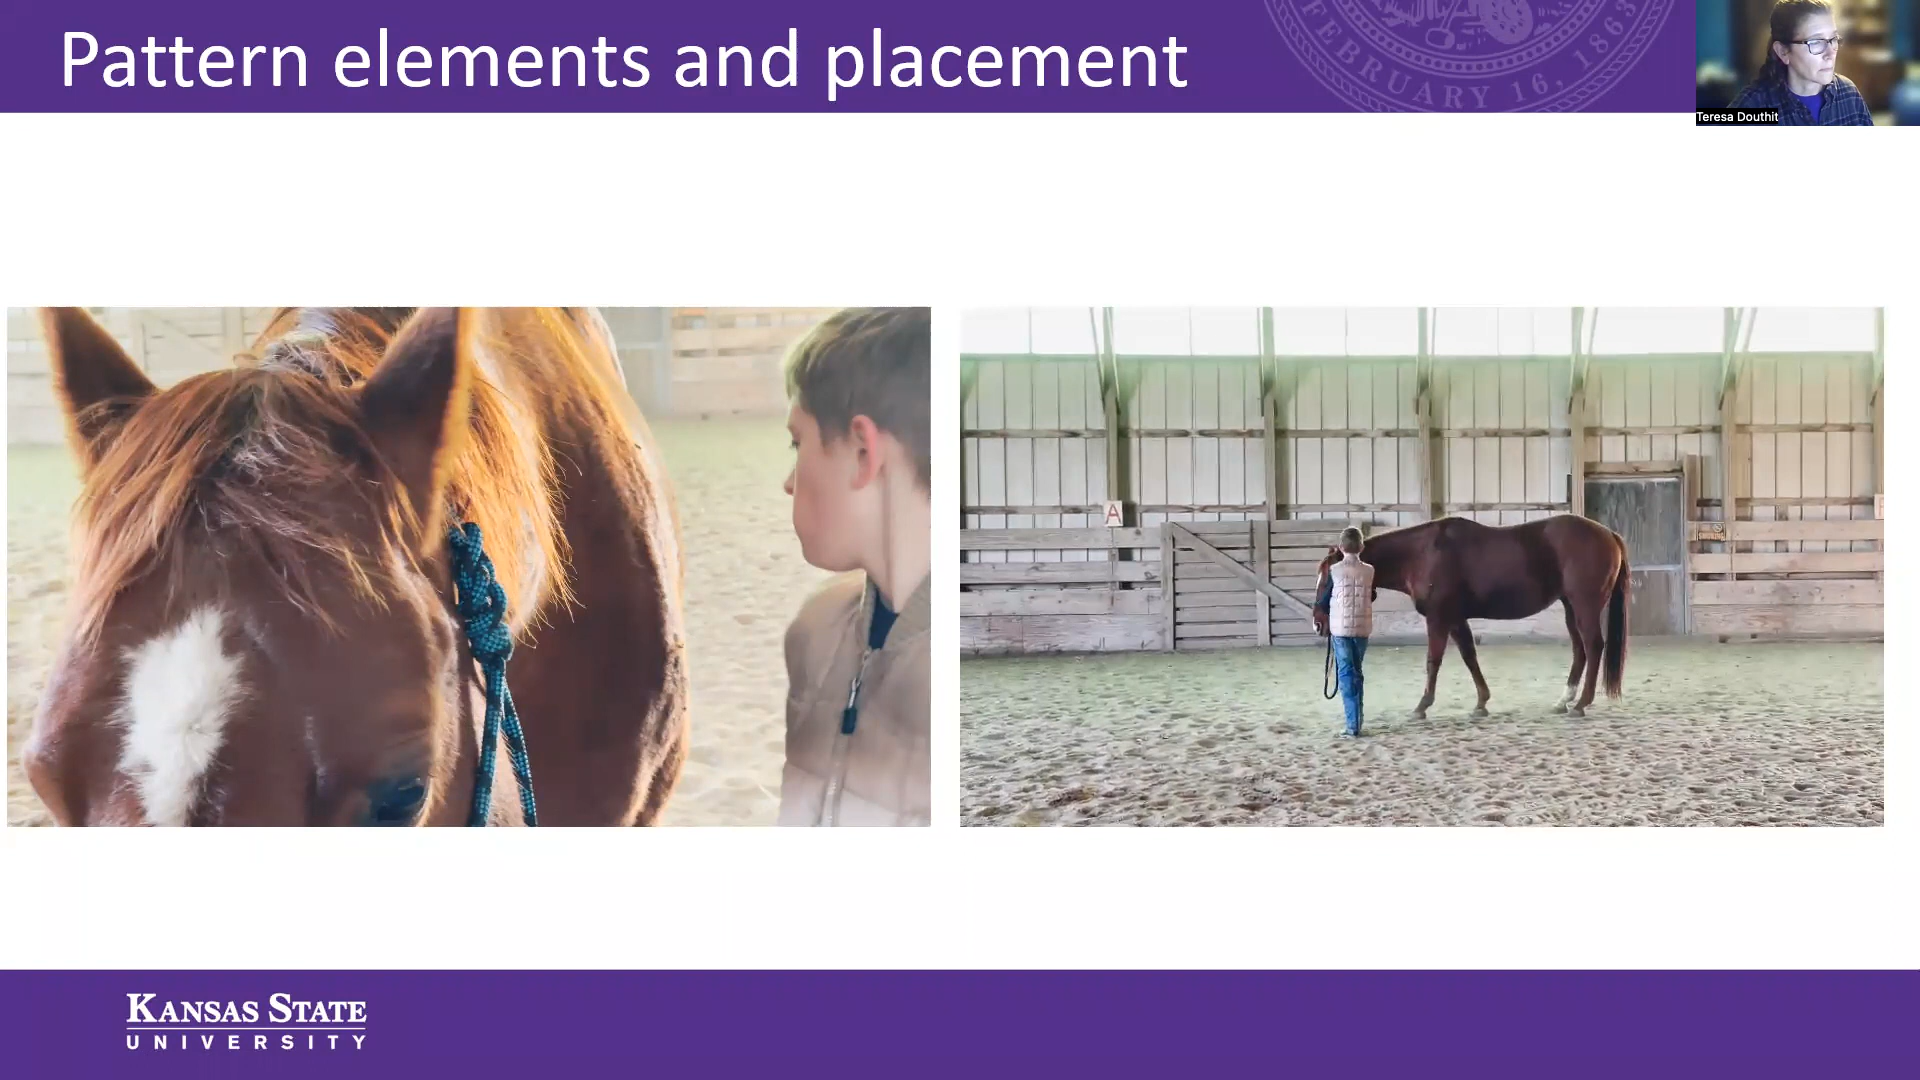 Pattern elements and placement
FEBRUARY 16, 1863
Teresa Douthit
A
KANSAS STATE
UNIVERSITY